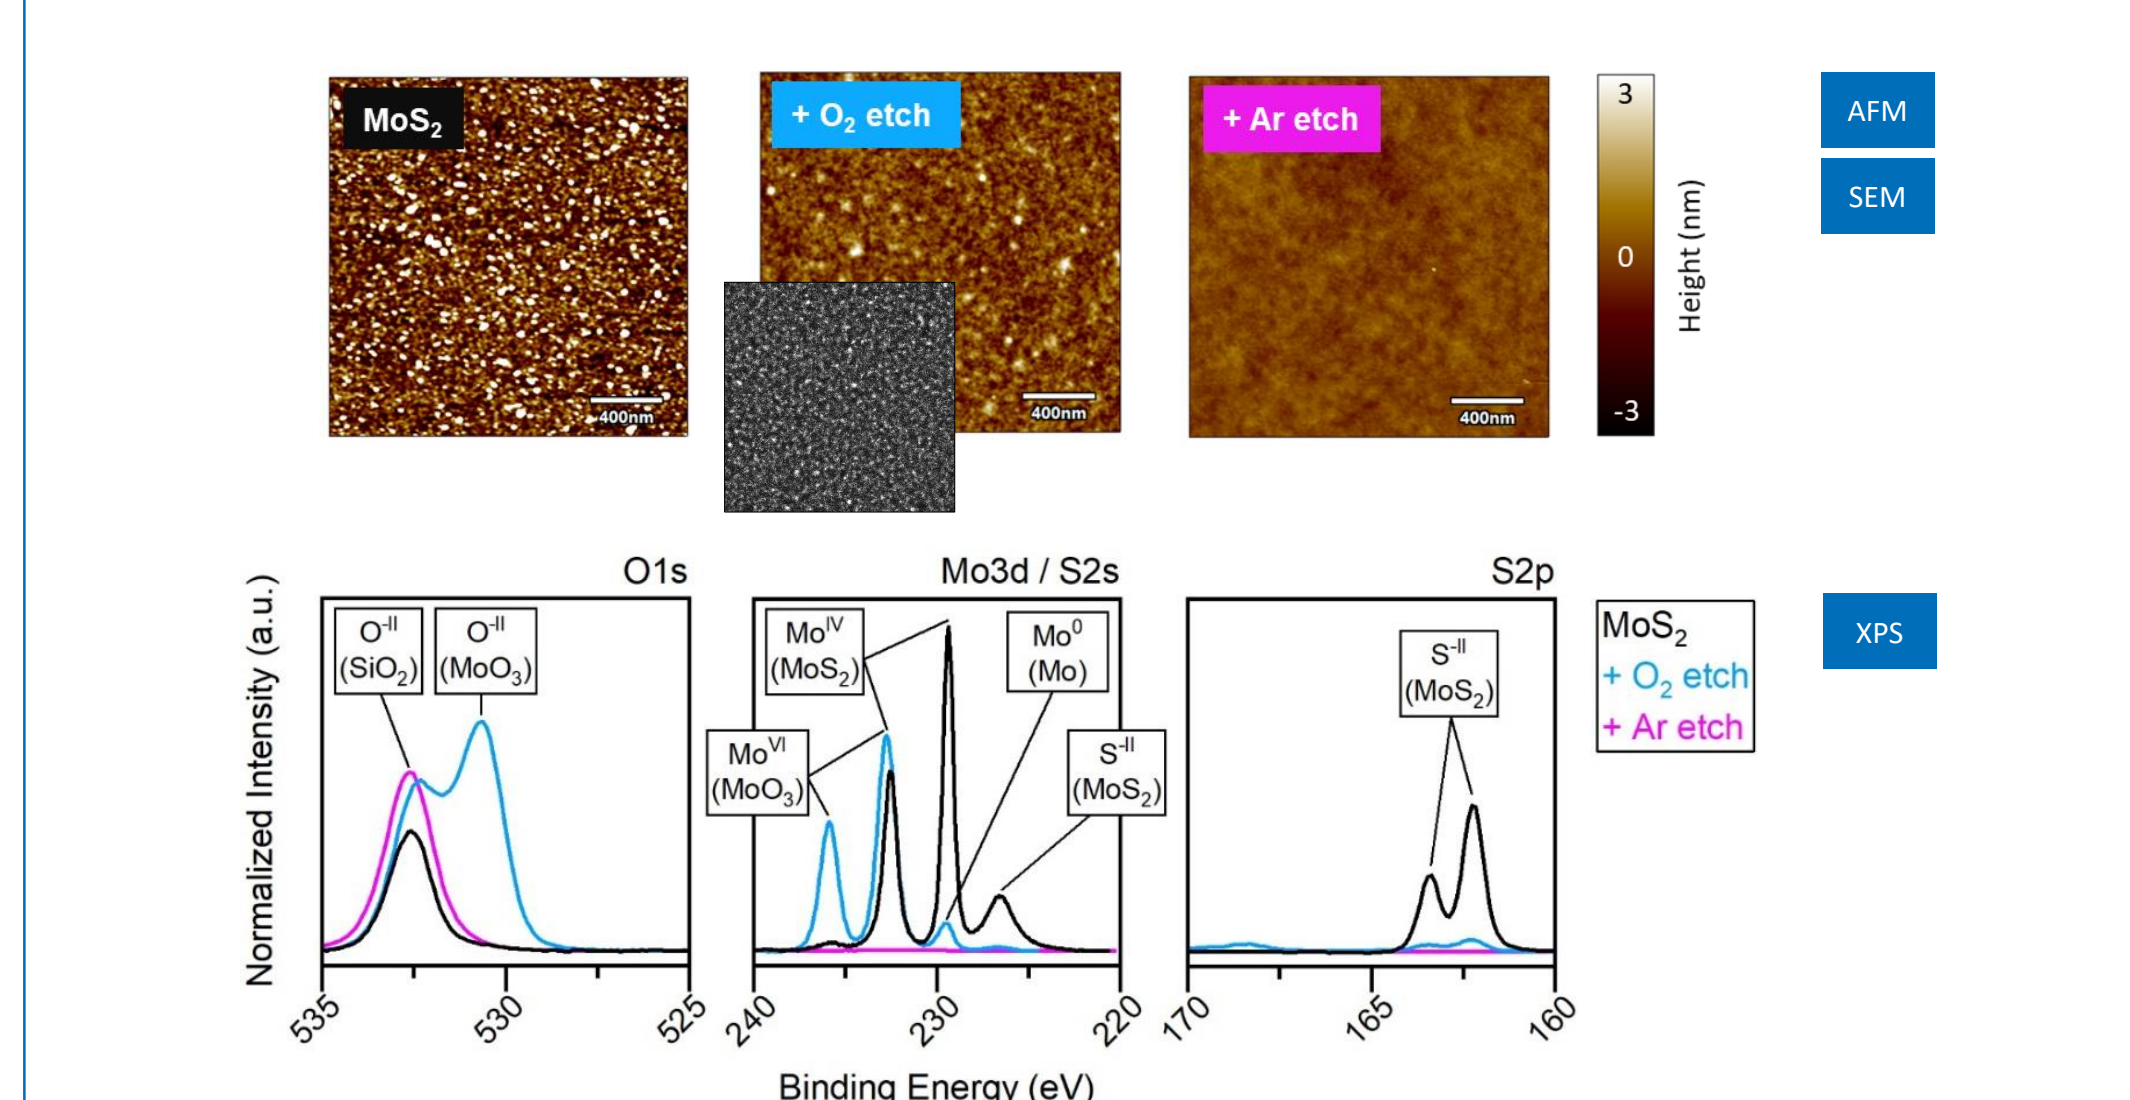 MoS₂
+ O₂ etch
+ Ar etch
400nm
400nm
400nm
3
0
-3
Height (nm)
AFM
SEM
O1s
Mo3d / S2s
S2p
Normalized Intensity (a.u.)
O⁻ᴵᴵ
(SiO₂)
O⁻ᴵᴵ
(MoO₃)
Moᴵⱽ
(MoS₂)
Mo⁰
(Mo)
Moⱽᴵ
(MoO₃)
S⁻ᴵᴵ
(MoS₂)
S⁻ᴵᴵ
(MoS₂)
MoS₂
+ O₂ etch
+ Ar etch
XPS
535
530
525
240
230
220
170
165
160
Binding Energy (eV)